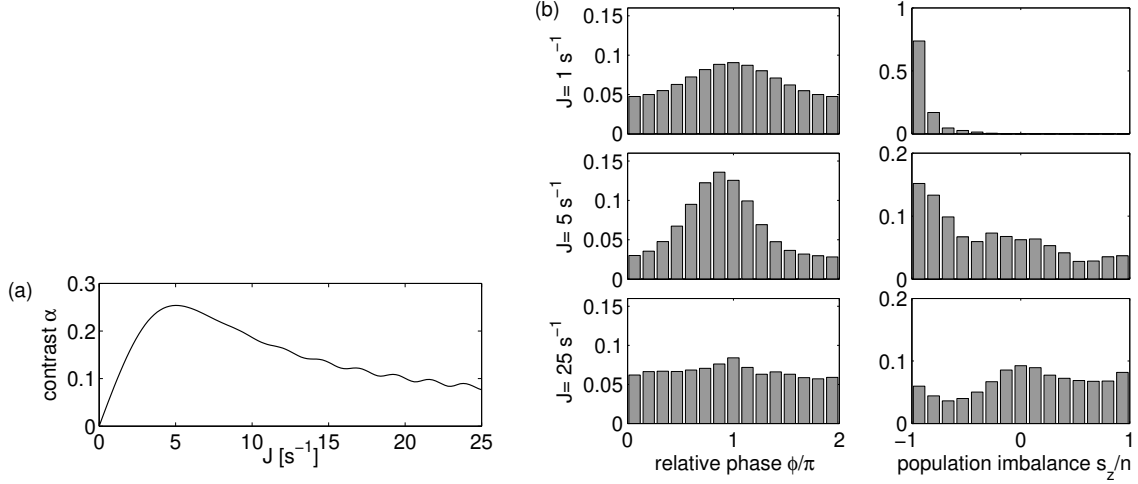 (a)
0.3
0.2
0.1
0
contrast α
0 5 10 15 20 25
J [s⁻¹]
(b)
J= 1 s⁻¹
0.15
0.1
0.05
0
1
0.5
0
J= 5 s⁻¹
0.15
0.1
0.05
0
0.2
0.1
0
J= 25 s⁻¹
0.15
0.1
0.05
0
0 1 2
relative phase ϕ/π
0.2
0.1
0
−1 0 1
population imbalance s_z/n